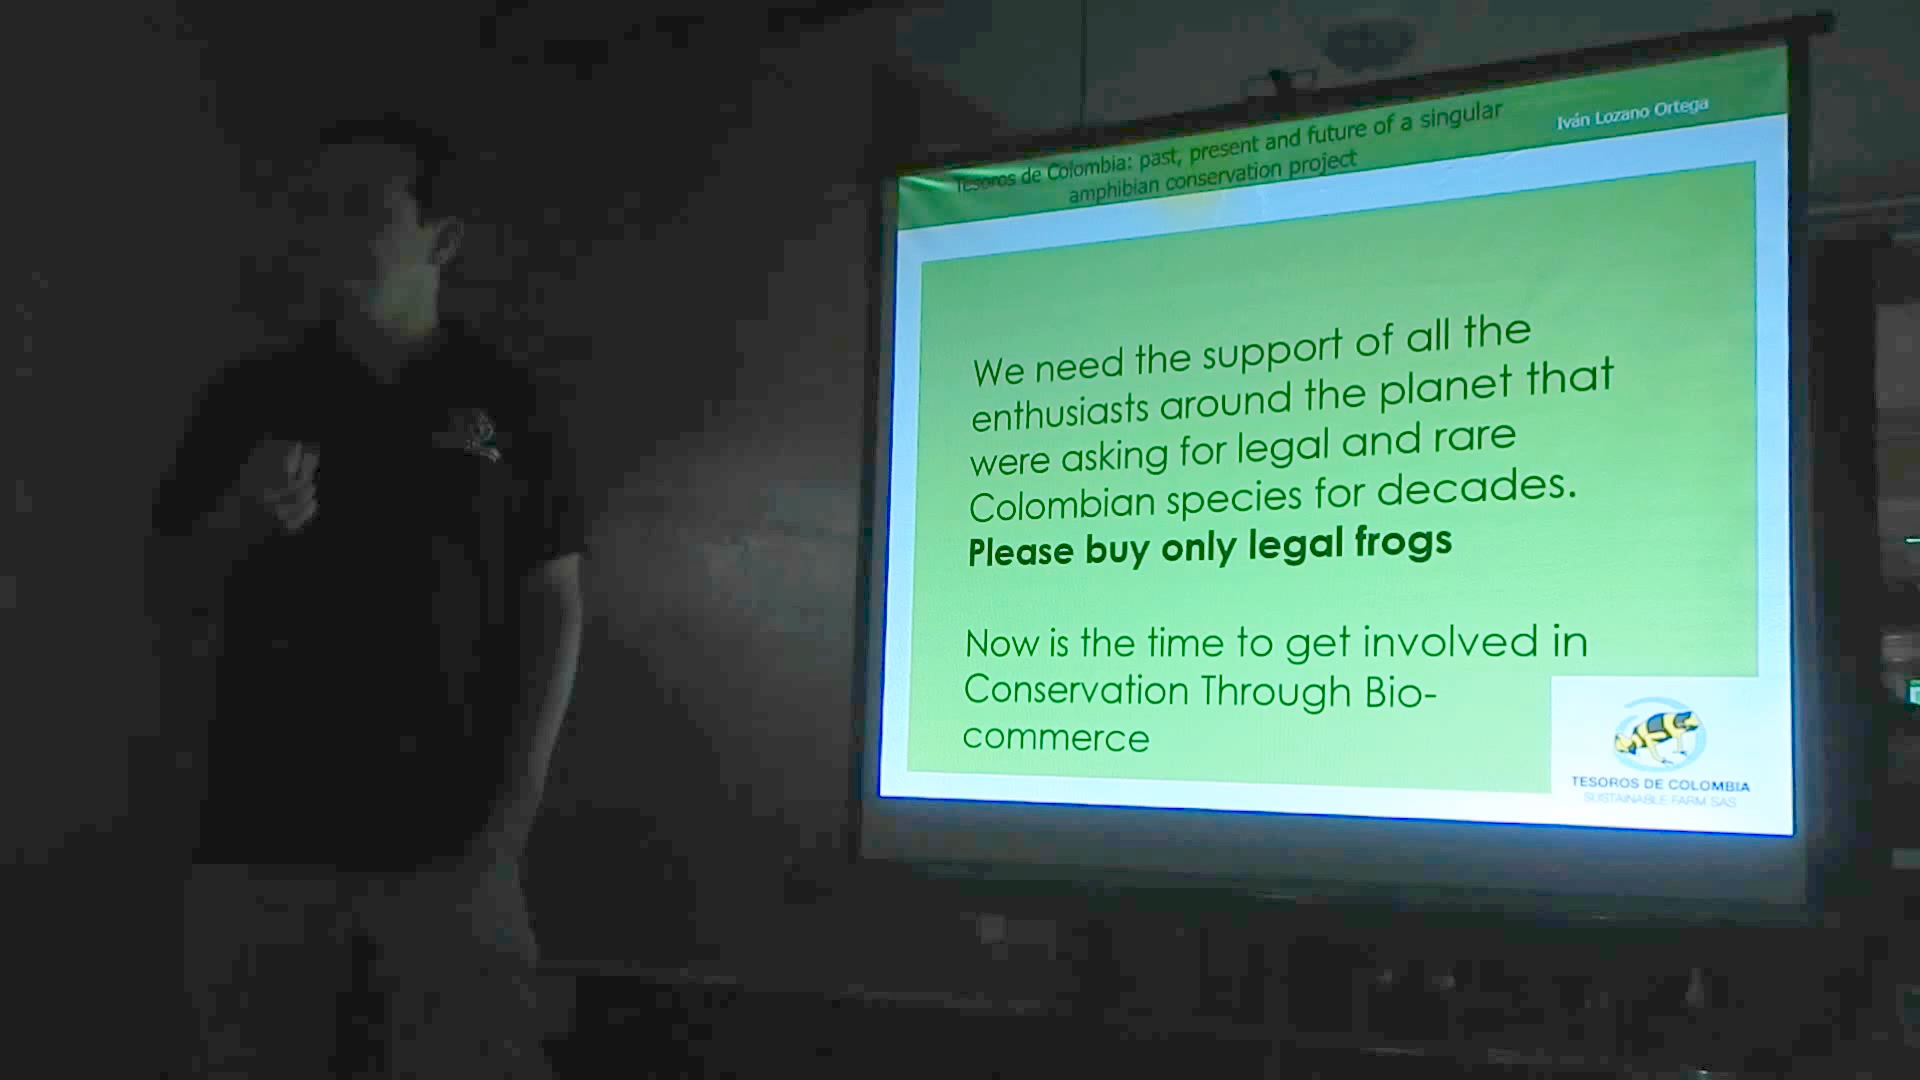 Tesoros de Colombia: past, present and future of a singular
amphibian conservation project
Iván Lozano Ortega
We need the support of all the
enthusiasts around the planet that
were asking for legal and rare
Colombian species for decades.
Please buy only legal frogs
Now is the time to get involved in
Conservation Through Bio-
commerce
TESOROS DE COLOMBIA
SUSTAINABLE FARM SAS